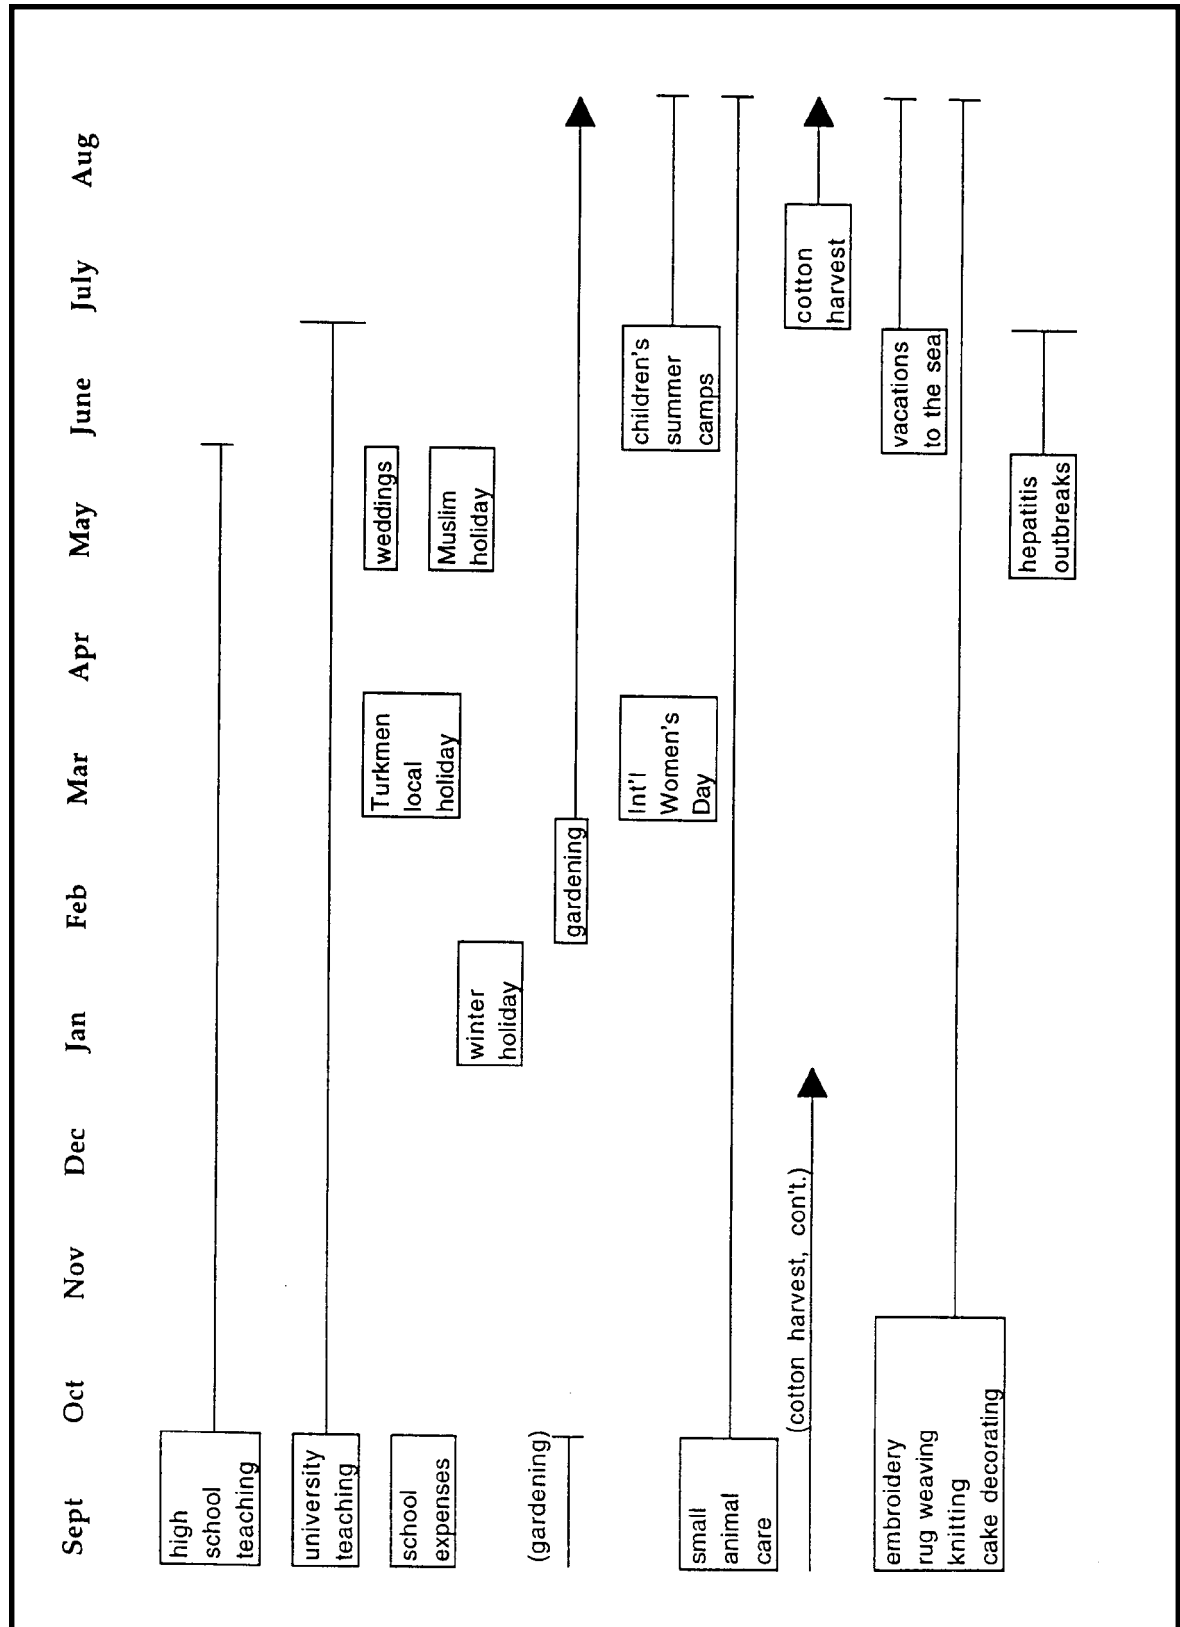 Sept Oct Nov Dec Jan Feb Mar Apr May June July Aug
high
school
teaching
university
teaching
school
expenses
Turkmen
local
holiday
weddings
Muslim
holiday
winter
holiday
(gardening)
gardening
Int'l
Women's
Day
children's
summer
camps
small
animal
care
(cotton harvest, con't.)
cotton
harvest
embroidery
rug weaving
knitting
cake decorating
vacations
to the sea
hepatitis
outbreaks